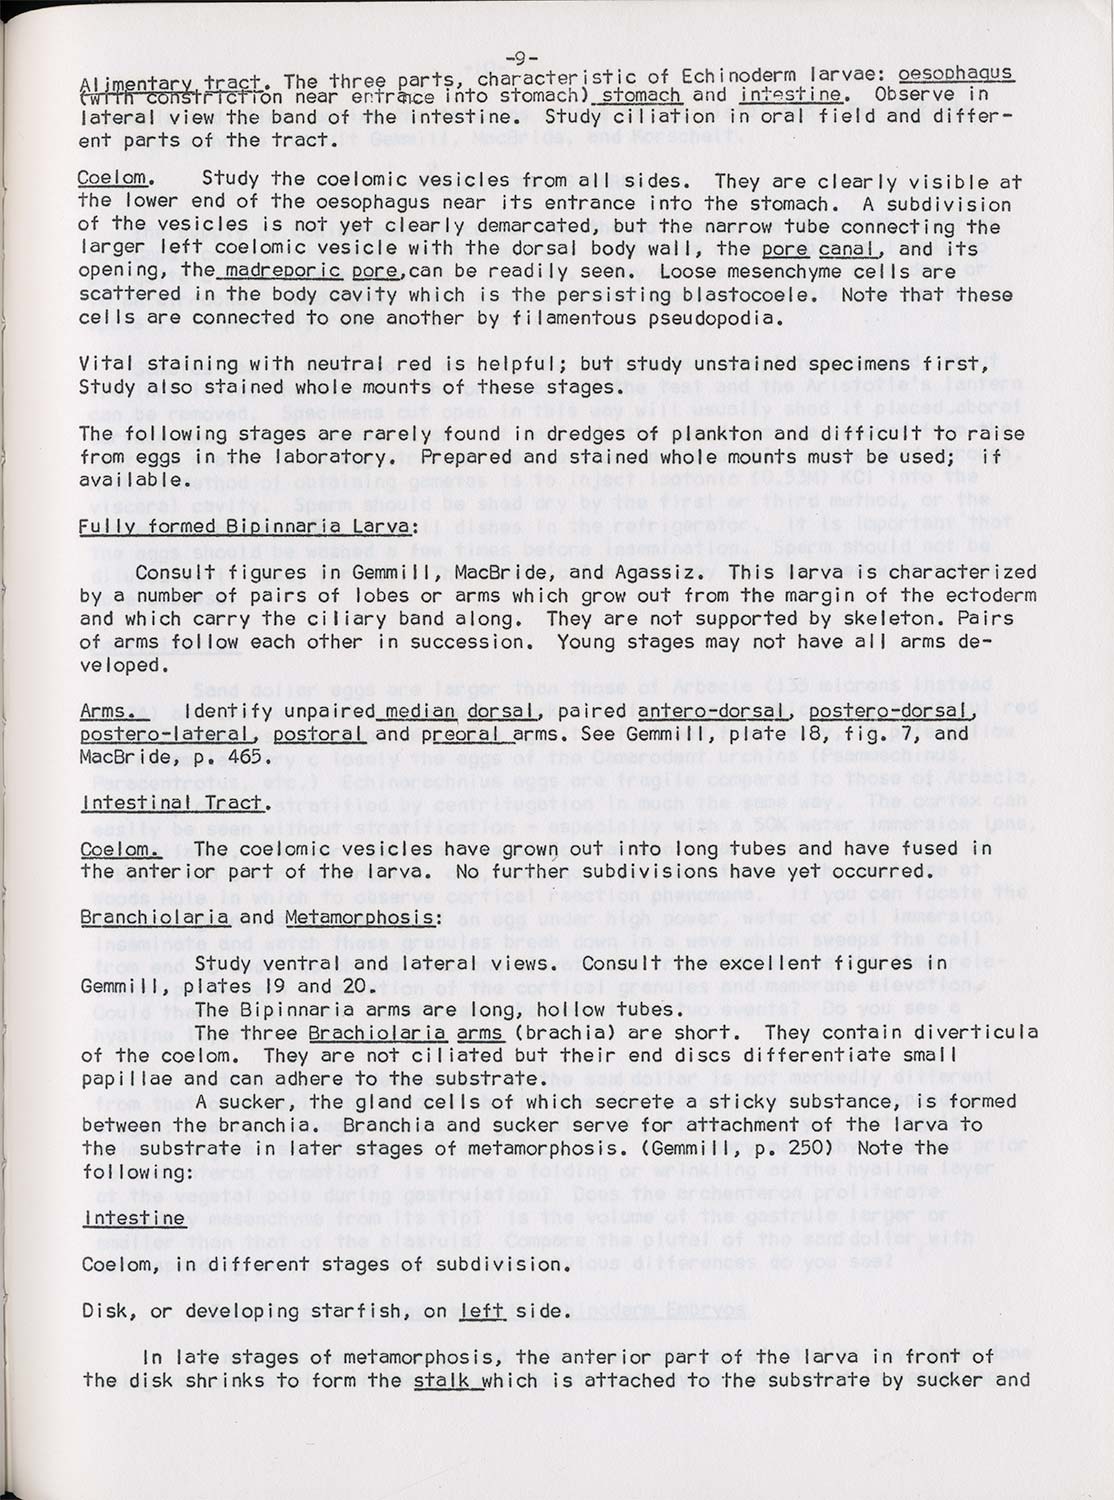 -9-
Alimentary tract. The three parts, characteristic of Echinoderm larvae: oesophagus
(with constriction near entrance into stomach) stomach and intestine. Observe in
lateral view the band of the intestine. Study ciliation in oral field and differ-
ent parts of the tract.
Coelom. Study the coelomic vesicles from all sides. They are clearly visible at
the lower end of the oesophagus near its entrance into the stomach. A subdivision
of the vesicles is not yet clearly demarcated, but the narrow tube connecting the
larger left coelomic vesicle with the dorsal body wall, the pore canal, and its
opening, the madreporic pore,can be readily seen. Loose mesenchyme cells are
scattered in the body cavity which is the persisting blastocoele. Note that these
cells are connected to one another by filamentous pseudopodia.
Vital staining with neutral red is helpful; but study unstained specimens first,
Study also stained whole mounts of these stages.
The following stages are rarely found in dredges of plankton and difficult to raise
from eggs in the laboratory. Prepared and stained whole mounts must be used; if
available.
Fully formed Bipinnaria Larva:
Consult figures in Gemmill, MacBride, and Agassiz. This larva is characterized
by a number of pairs of lobes or arms which grow out from the margin of the ectoderm
and which carry the ciliary band along. They are not supported by skeleton. Pairs
of arms follow each other in succession. Young stages may not have all arms de-
veloped.
Arms. Identify unpaired median dorsal, paired antero-dorsal, postero-dorsal,
postero-lateral, postoral and preoral arms. See Gemmill, plate 18, fig. 7, and
MacBride, p. 465.
Intestinal Tract.
Coelom. The coelomic vesicles have grown out into long tubes and have fused in
the anterior part of the larva. No further subdivisions have yet occurred.
Branchiolaria and Metamorphosis:
Study ventral and lateral views. Consult the excellent figures in
Gemmill, plates 19 and 20.
The Bipinnaria arms are long, hollow tubes.
The three Brachiolaria arms (brachia) are short. They contain diverticula
of the coelom. They are not ciliated but their end discs differentiate small
papillae and can adhere to the substrate.
A sucker, the gland cells of which secrete a sticky substance, is formed
between the branchia. Branchia and sucker serve for attachment of the larva to
the substrate in later stages of metamorphosis. (Gemmill, p. 250) Note the
following:
Intestine
Coelom, in different stages of subdivision.
Disk, or developing starfish, on left side.
In late stages of metamorphosis, the anterior part of the larva in front of
the disk shrinks to form the stalk which is attached to the substrate by sucker and